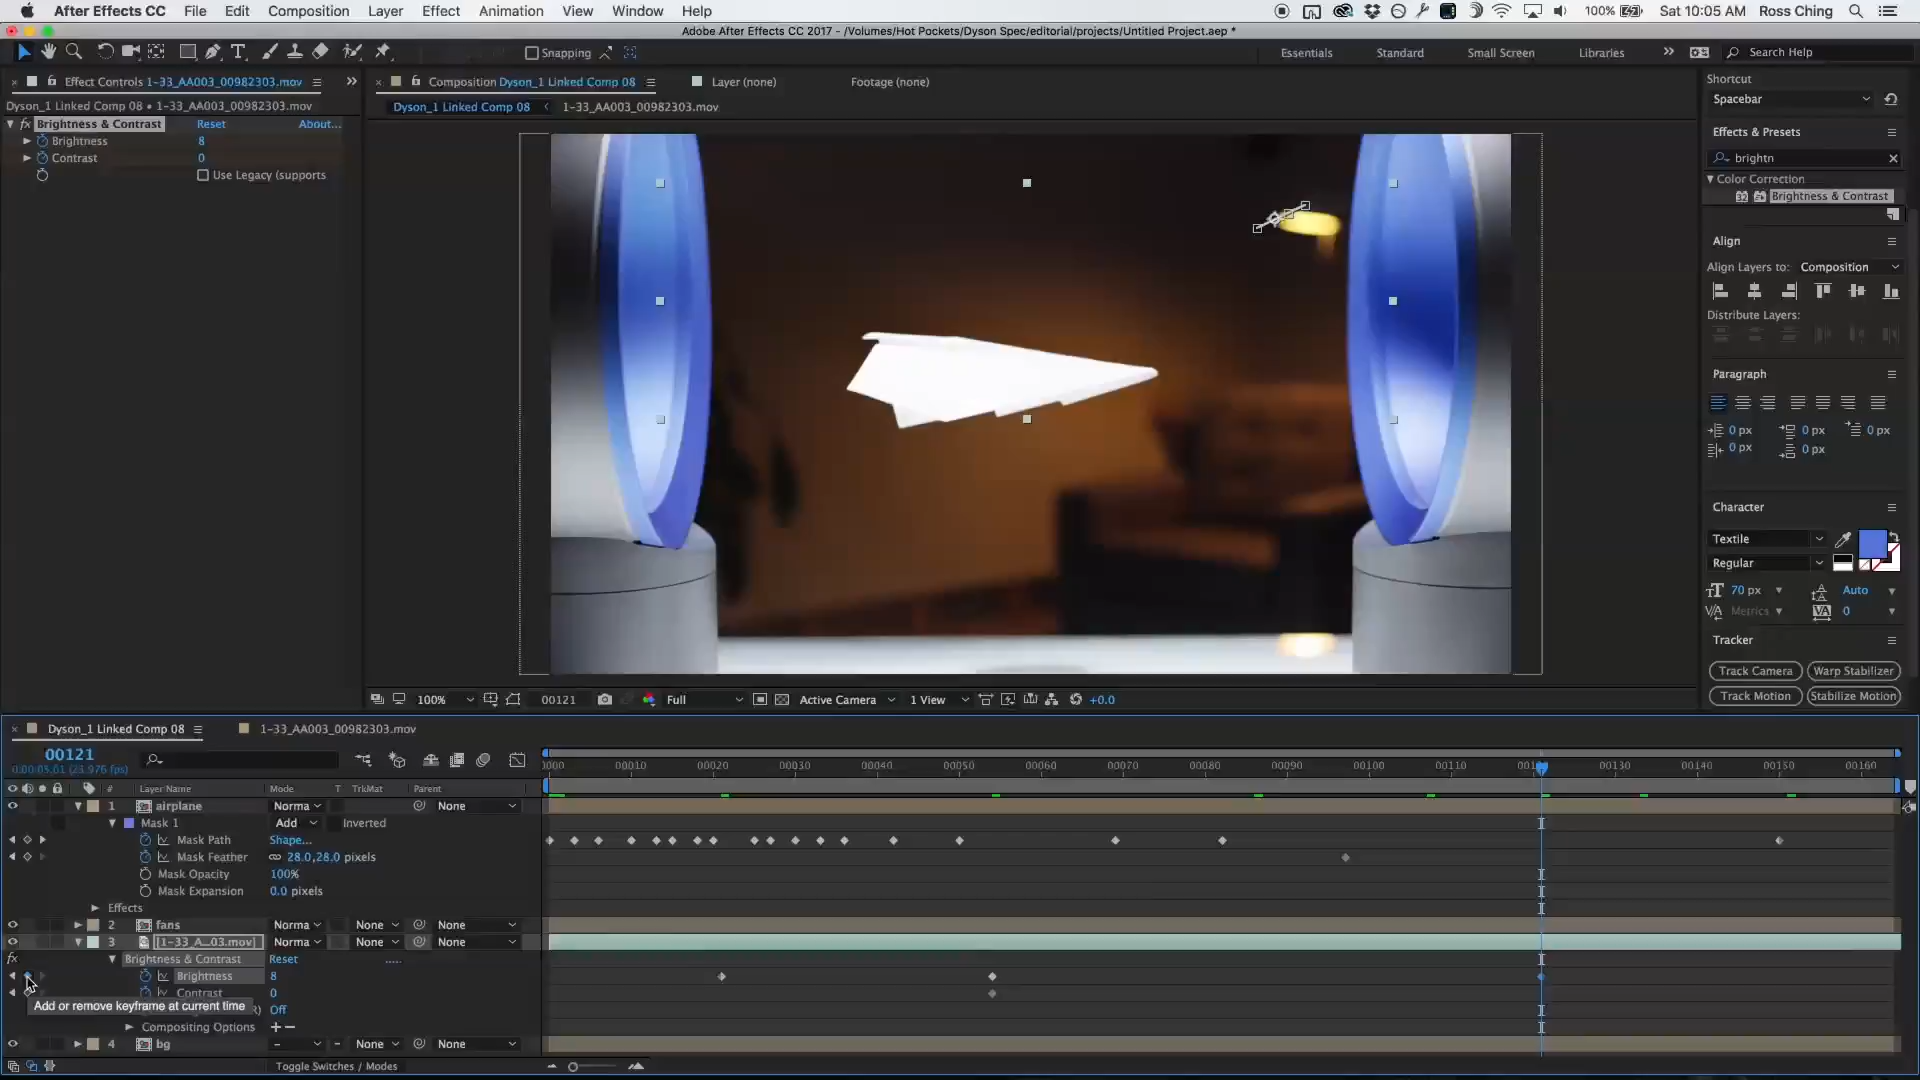 After Effects CC File Edit Composition Layer Effect Animation View Window Help 100% Sat 10:05 AM Ross Ching
Adobe After Effects CC 2017 - /Volumes/Hot Pockets/Dyson Spec/editorial/projects/Untitled Project.aep *
Snapping Essentials Standard Small Screen Libraries Search Help
Effect Controls 1-33_AA003_00982303.mov
Composition Dyson_1 Linked Comp 08 Layer (none) Footage (none)
Dyson_1 Linked Comp 08 • 1-33_AA003_00982303.mov
Dyson_1 Linked Comp 08 1-33_AA003_00982303.mov
Brightness & Contrast Reset About...
Brightness 8
Contrast 0
Use Legacy (supports
Shortcut
Spacebar
Effects & Presets
brightn
Color Correction
32 Brightness & Contrast
Align
Align Layers to: Composition
Distribute Layers:
Paragraph
0 px 0 px 0 px
0 px 0 px
Character
Textile
Regular
70 px Auto
Metrics 0
Tracker
Track Camera Warp Stabilizer
Track Motion Stabilize Motion
100% 00121 Full Active Camera 1 View +0.0
Dyson_1 Linked Comp 08 1-33_AA003_00982303.mov
00121
0:00:05:01 (23.976 fps)
0000 00010 00020 00030 00040 00050 00060 00070 00080 00090 00100 00110 00130 00140 00150 00160
# Layer Name Mode T TrkMat Parent
1 airplane Norma None
Mask 1 Add Inverted
Mask Path Shape...
Mask Feather 28.0,28.0 pixels
Mask Opacity 100%
Mask Expansion 0.0 pixels
Effects
2 fans Norma None None
3 [1-33_A...03.mov] Norma None None
fx Brightness & Contrast Reset .....
Brightness 8
Contrast 0
Add or remove keyframe at current time ) Off
Compositing Options + –
4 bg – None None
Toggle Switches / Modes